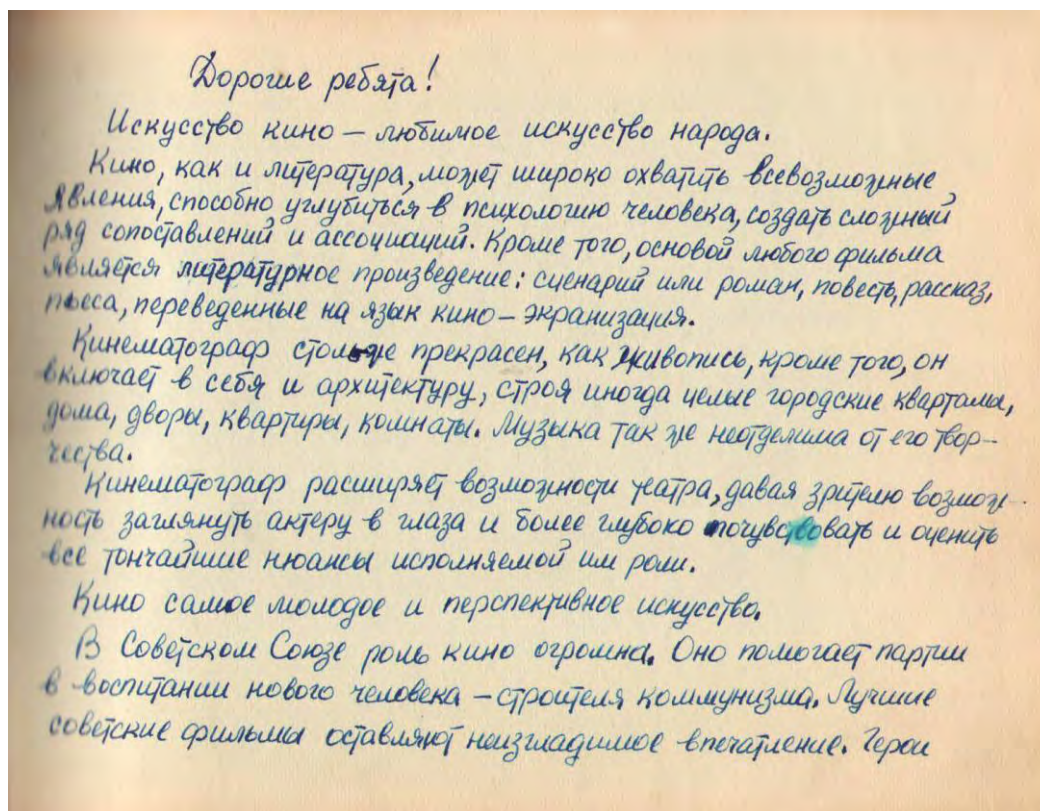 Дорогие ребята!
Искусство кино – любимое искусство народа.
Кино, как и литература, может широко охватить всевозможные
явления, способно углубиться в психологию человека, создать сложный
ряд сопоставлений и ассоциаций. Кроме того, основой любого фильма
является литературное произведение: сценарий или роман, повесть, рассказ,
пьеса, переведенные на язык кино – экранизация.
Кинематограф столь же прекрасен, как живопись, кроме того, он
включает в себя и архитектуру, строя иногда целые городские кварталы,
дома, дворы, квартиры, комнаты. Музыка так же неотделима от его твор-
чества.
Кинематограф расширяет возможности театра, давая зрителю возмож-
ность заглянуть актеру в глаза и более глубоко почувствовать и оценить
все тончайшие нюансы исполняемой им роли.
Кино самое молодое и перспективное искусство.
В Советском Союзе роль кино огромна. Оно помогает партии
в воспитании нового человека – строителя коммунизма. Лучшие
советские фильмы оставляют неизгладимое впечатление. Герои